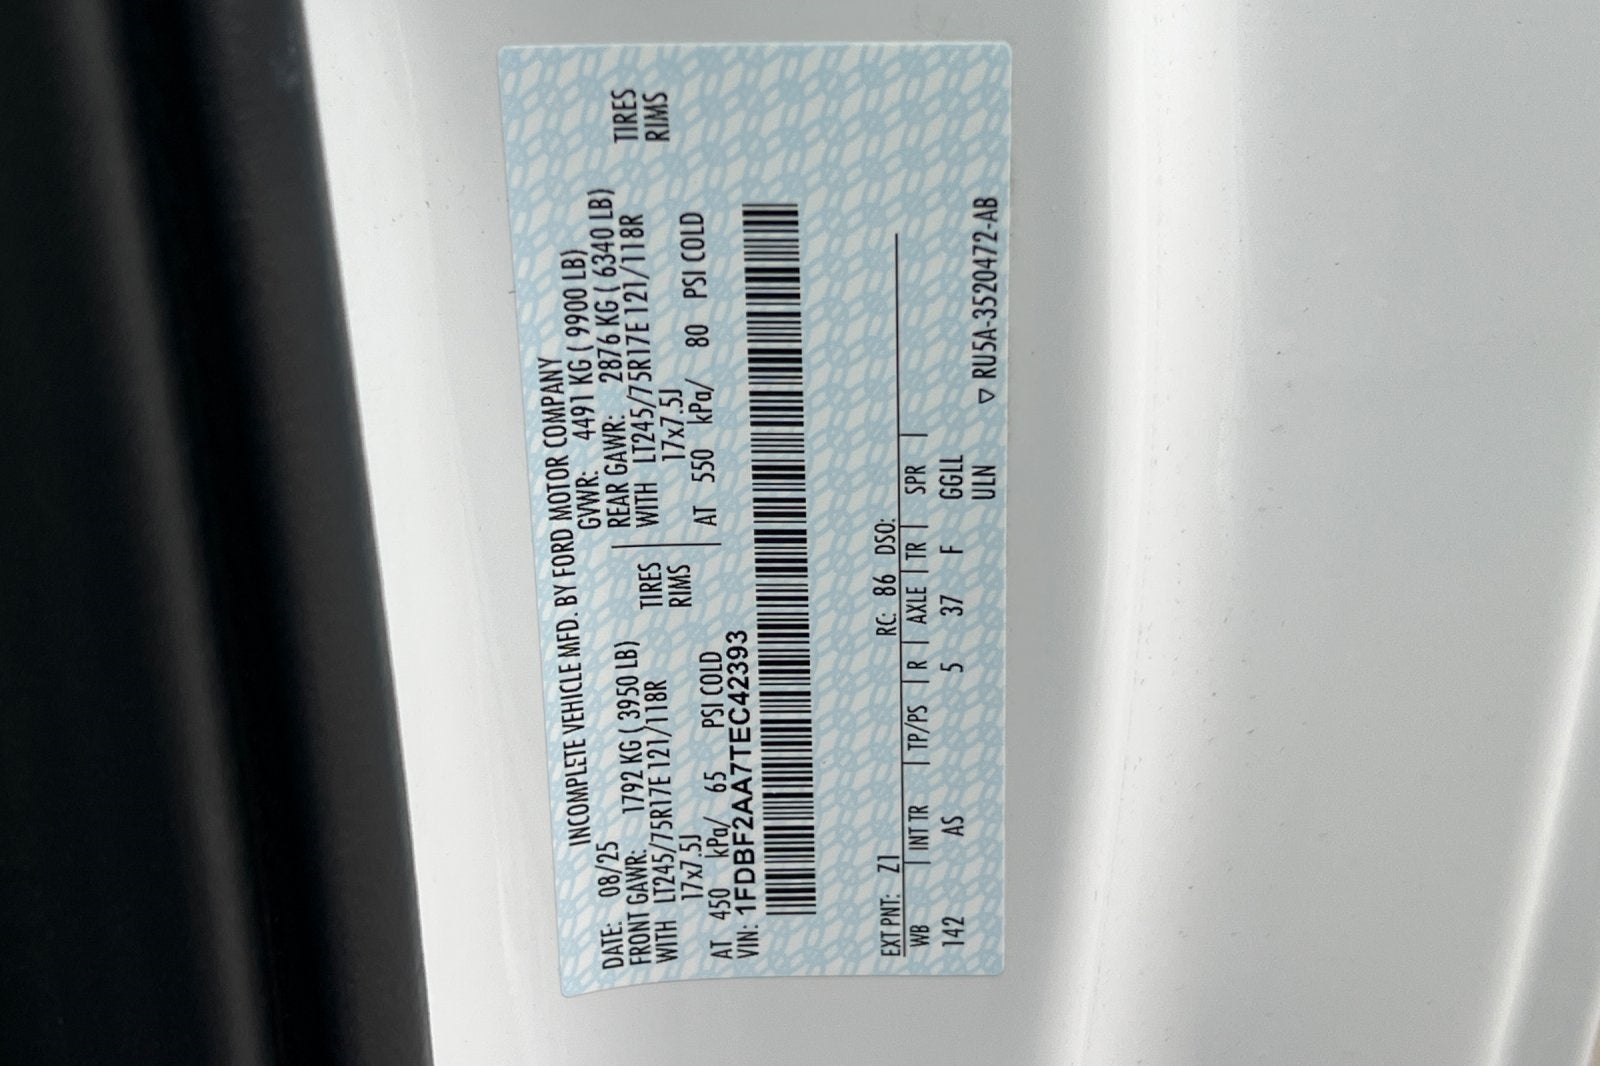 INCOMPLETE VEHICLE MFD. BY FORD MOTOR COMPANY
DATE: 08/25 GVWR: 4491 KG ( 9900 LB)
FRONT GAWR: 1792 KG ( 3950 LB) REAR GAWR: 2876 KG ( 6340 LB)
WITH LT245/75R17E 121/118R TIRES WITH LT245/75R17E 121/118R TIRES
17x7.5J RIMS 17x7.5J RIMS
AT 450 kPa/ 65 PSI COLD AT 550 kPa/ 80 PSI COLD
VIN: 1FDBF2AA7TEC42393
EXT PNT: Z1 RC: 86 DSO:
WB | INT TR | TP/PS | R | AXLE | TR | SPR |
142 AS 5 37 F GGLL
ULN ▽ RU5A-3520472-AB